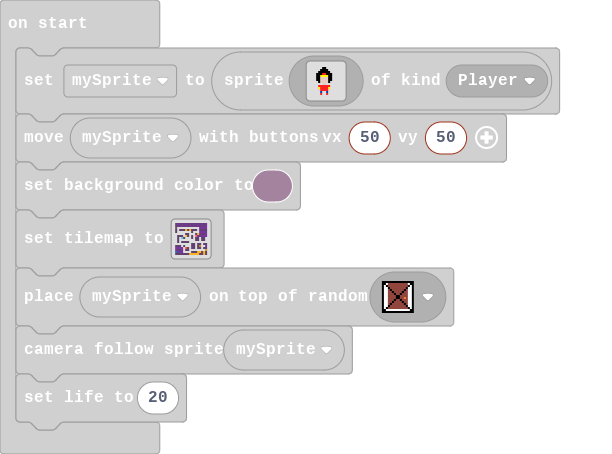 on start
set mySprite to sprite of kind Player
move mySprite with buttons vx 50 vy 50
set background color to
set tilemap to
place mySprite on top of random
camera follow sprite mySprite
set life to 20